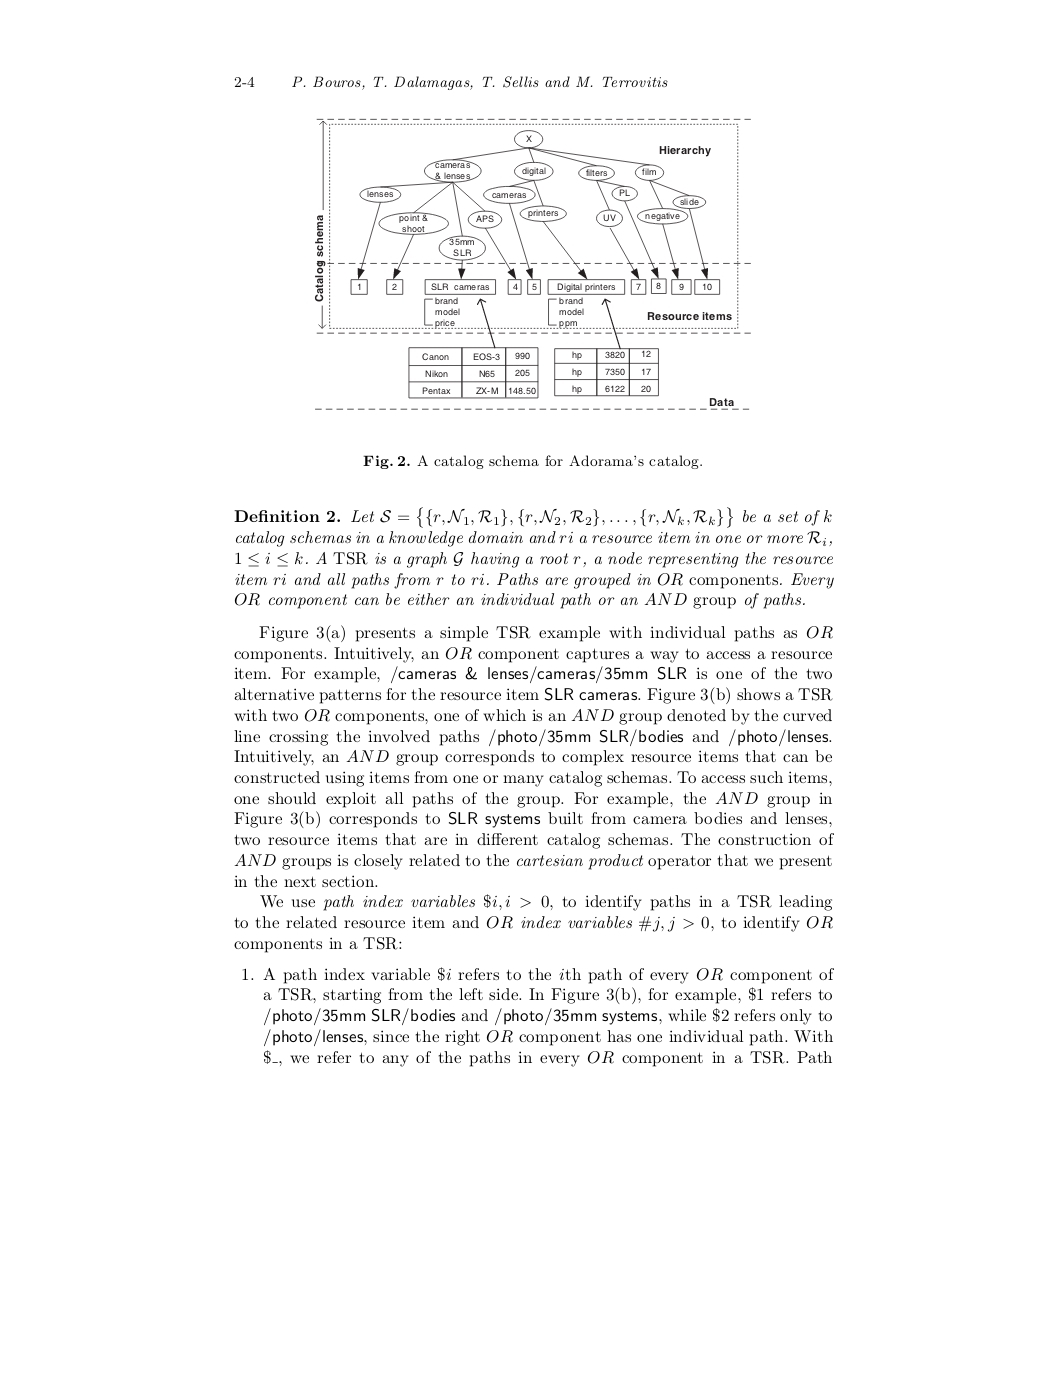 2-4 P. Bouros, T. Dalamagas, T. Sellis and M. Terrovitis
X
Hierarchy
cameras
& lenses
digital
filters
film
lenses
cameras
PL
slide
point &
shoot
APS
printers
UV
negative
35mm
SLR
Catalog schema
1 2 SLR cameras 4 5 Digital printers 7 8 9 10
brand
model
price
brand
model
ppm
Resource items
Canon EOS-3 990
Nikon N65 205
Pentax ZX-M 148.50
hp 3820 12
hp 7350 17
hp 6122 20
Data
Fig. 2. A catalog schema for Adorama's catalog.
Definition 2. Let S = {{r,N1,R1},{r,N2,R2},...,{r,Nk,Rk}} be a set of k
catalog schemas in a knowledge domain and ri a resource item in one or more Ri,
1 ≤ i ≤ k. A TSR is a graph G having a root r, a node representing the resource
item ri and all paths from r to ri. Paths are grouped in OR components. Every
OR component can be either an individual path or an AND group of paths.
Figure 3(a) presents a simple TSR example with individual paths as OR
components. Intuitively, an OR component captures a way to access a resource
item. For example, /cameras & lenses/cameras/35mm SLR is one of the two
alternative patterns for the resource item SLR cameras. Figure 3(b) shows a TSR
with two OR components, one of which is an AND group denoted by the curved
line crossing the involved paths /photo/35mm SLR/bodies and /photo/lenses.
Intuitively, an AND group corresponds to complex resource items that can be
constructed using items from one or many catalog schemas. To access such items,
one should exploit all paths of the group. For example, the AND group in
Figure 3(b) corresponds to SLR systems built from camera bodies and lenses,
two resource items that are in different catalog schemas. The construction of
AND groups is closely related to the cartesian product operator that we present
in the next section.
We use path index variables $i, i > 0, to identify paths in a TSR leading
to the related resource item and OR index variables #j, j > 0, to identify OR
components in a TSR:
1. A path index variable $i refers to the ith path of every OR component of
a TSR, starting from the left side. In Figure 3(b), for example, $1 refers to
/photo/35mm SLR/bodies and /photo/35mm systems, while $2 refers only to
/photo/lenses, since the right OR component has one individual path. With
$_, we refer to any of the paths in every OR component in a TSR. Path